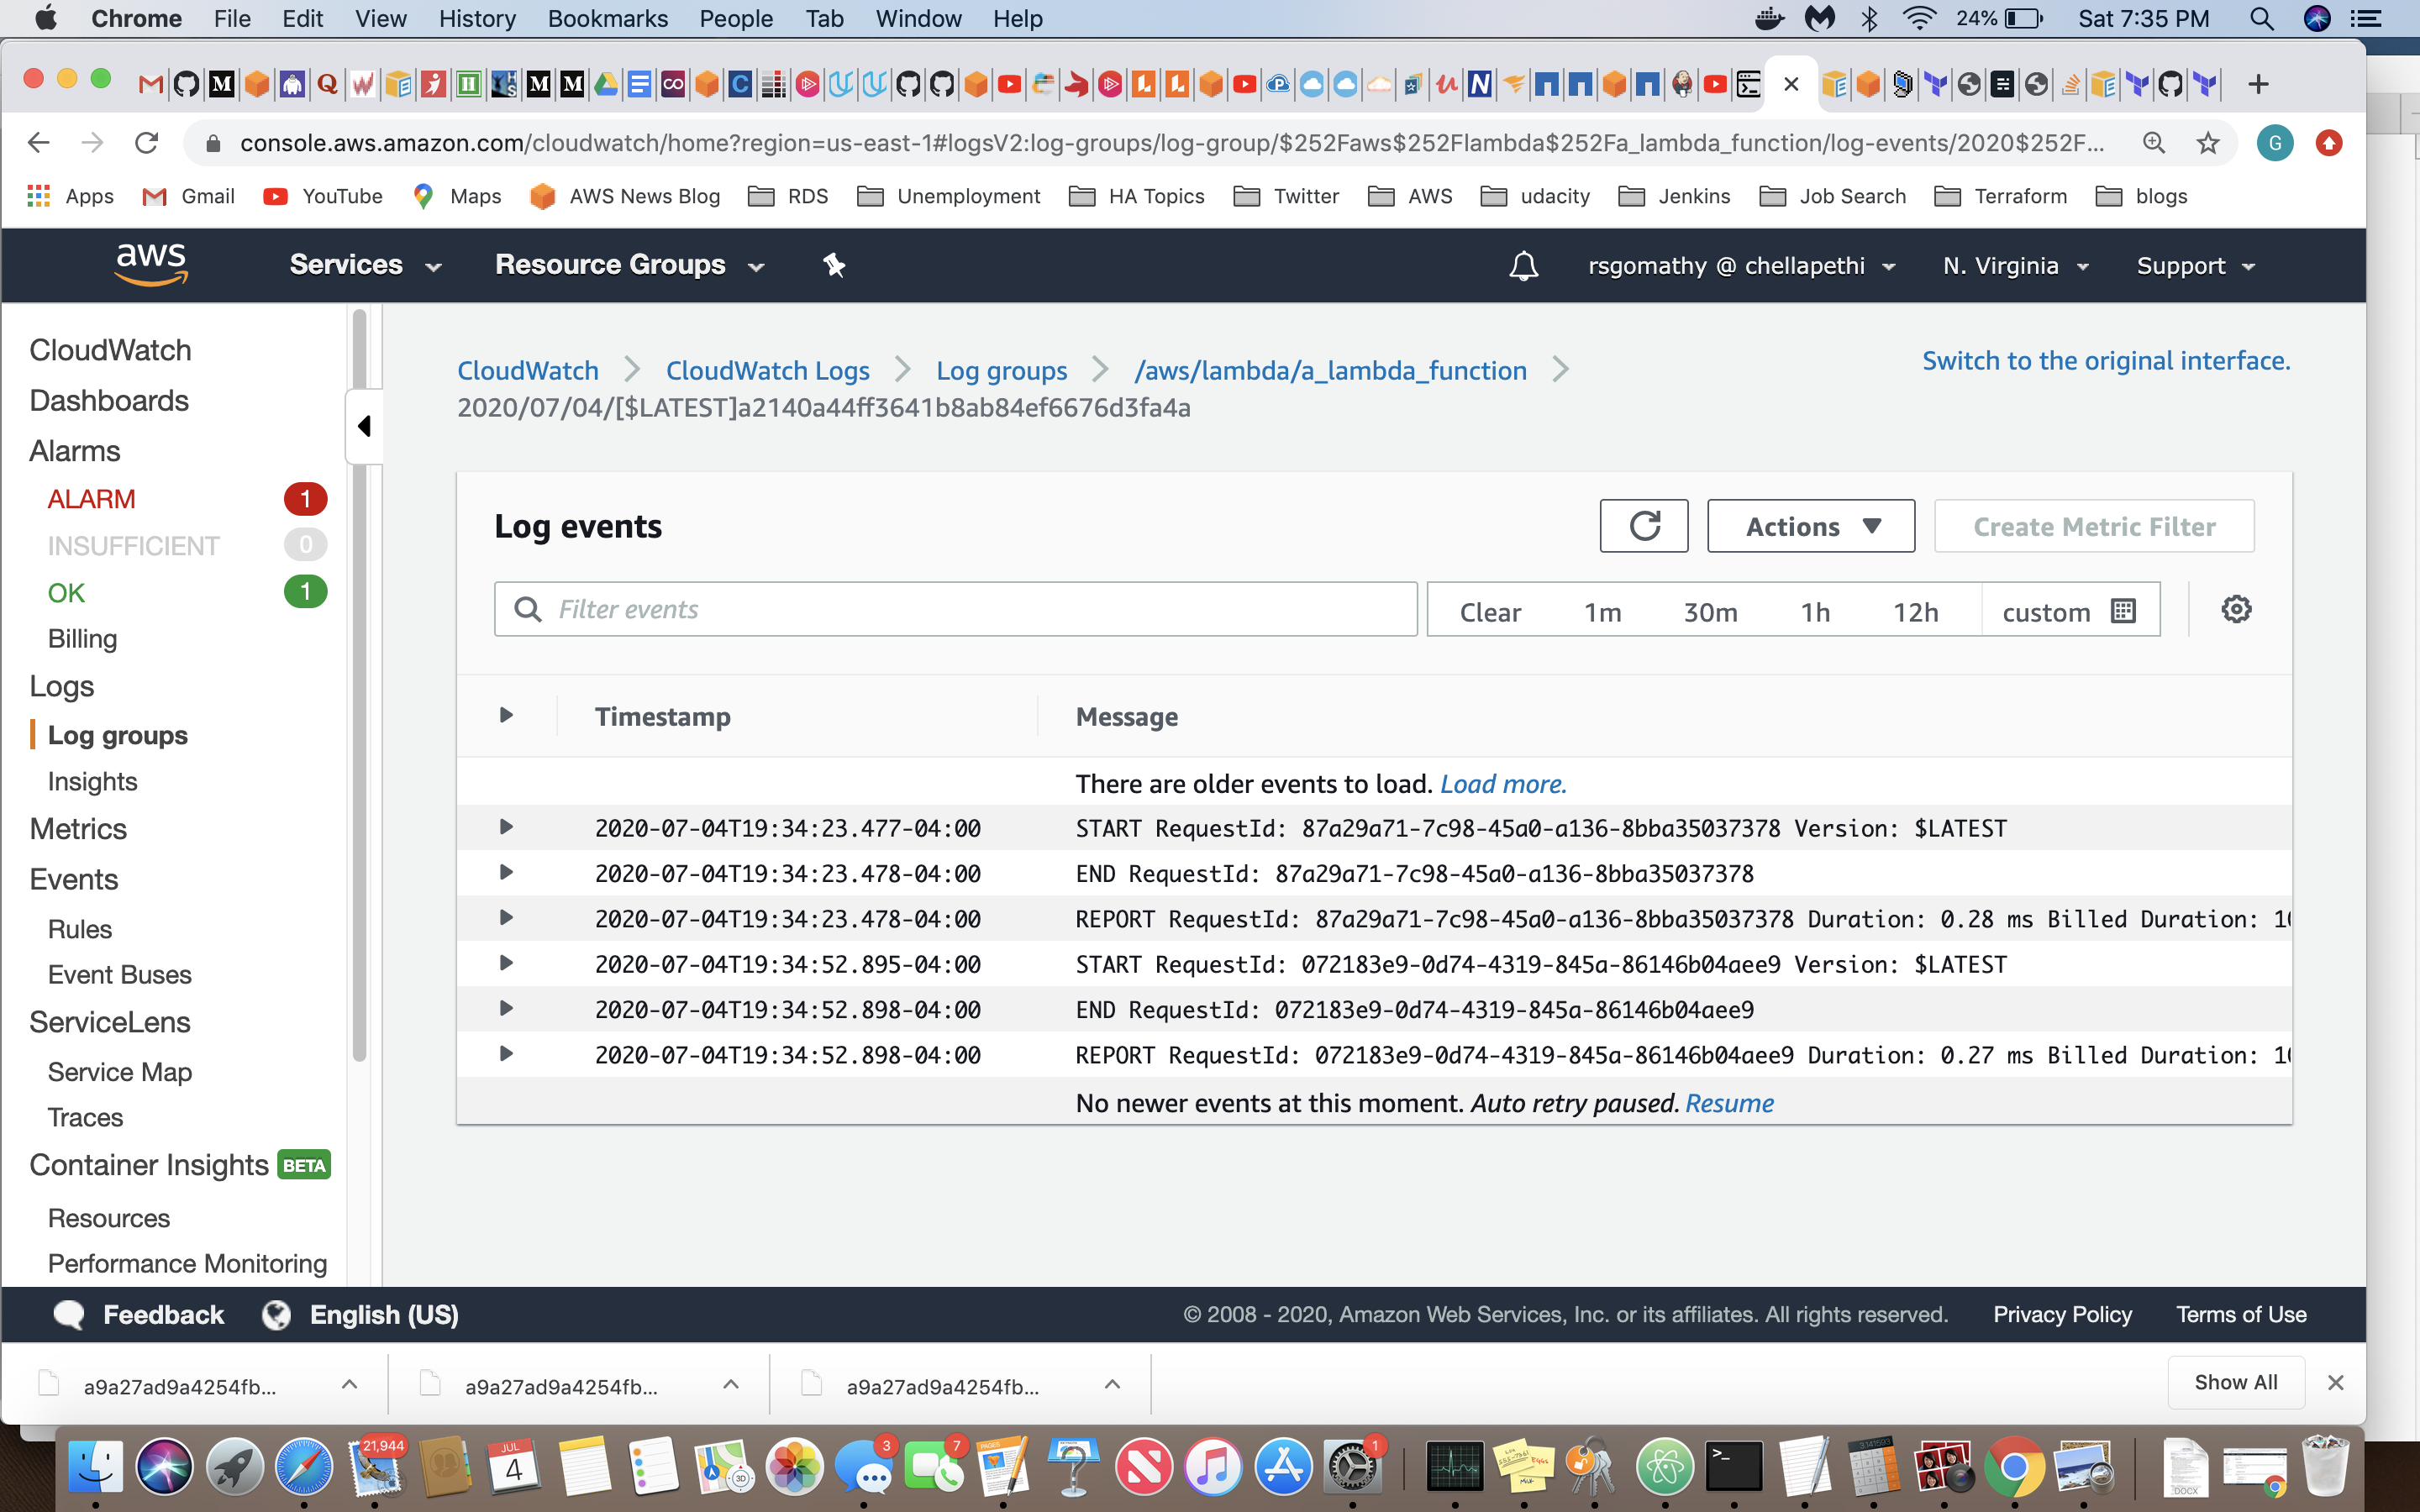 Chrome File Edit View History Bookmarks People Tab Window Help 24% Sat 7:35 PM
console.aws.amazon.com/cloudwatch/home?region=us-east-1#logsV2:log-groups/log-group/$252Faws$252Flambda$252Fa_lambda_function/log-events/2020$252F... G
Apps Gmail YouTube Maps AWS News Blog RDS Unemployment HA Topics Twitter AWS udacity Jenkins Job Search Terraform blogs
aws Services Resource Groups rsgomathy @ chellapethi N. Virginia Support
CloudWatch
Dashboards
Alarms
ALARM 1
INSUFFICIENT 0
OK 1
Billing
Logs
Log groups
Insights
Metrics
Events
Rules
Event Buses
ServiceLens
Service Map
Traces
Container Insights BETA
Resources
Performance Monitoring
CloudWatch CloudWatch Logs Log groups /aws/lambda/a_lambda_function
2020/07/04/[$LATEST]a2140a44ff3641b8ab84ef6676d3fa4a
Switch to the original interface.
Log events Actions Create Metric Filter
Filter events Clear 1m 30m 1h 12h custom
Timestamp Message
There are older events to load. Load more.
2020-07-04T19:34:23.477-04:00 START RequestId: 87a29a71-7c98-45a0-a136-8bba35037378 Version: $LATEST
2020-07-04T19:34:23.478-04:00 END RequestId: 87a29a71-7c98-45a0-a136-8bba35037378
2020-07-04T19:34:23.478-04:00 REPORT RequestId: 87a29a71-7c98-45a0-a136-8bba35037378 Duration: 0.28 ms Billed Duration: 1
2020-07-04T19:34:52.895-04:00 START RequestId: 072183e9-0d74-4319-845a-86146b04aee9 Version: $LATEST
2020-07-04T19:34:52.898-04:00 END RequestId: 072183e9-0d74-4319-845a-86146b04aee9
2020-07-04T19:34:52.898-04:00 REPORT RequestId: 072183e9-0d74-4319-845a-86146b04aee9 Duration: 0.27 ms Billed Duration: 1
No newer events at this moment. Auto retry paused. Resume
Feedback English (US) © 2008 - 2020, Amazon Web Services, Inc. or its affiliates. All rights reserved. Privacy Policy Terms of Use
a9a27ad9a4254fb... a9a27ad9a4254fb... a9a27ad9a4254fb... Show All
21,944 JUL 4 3D 3 7 PAGES 1 DOCX